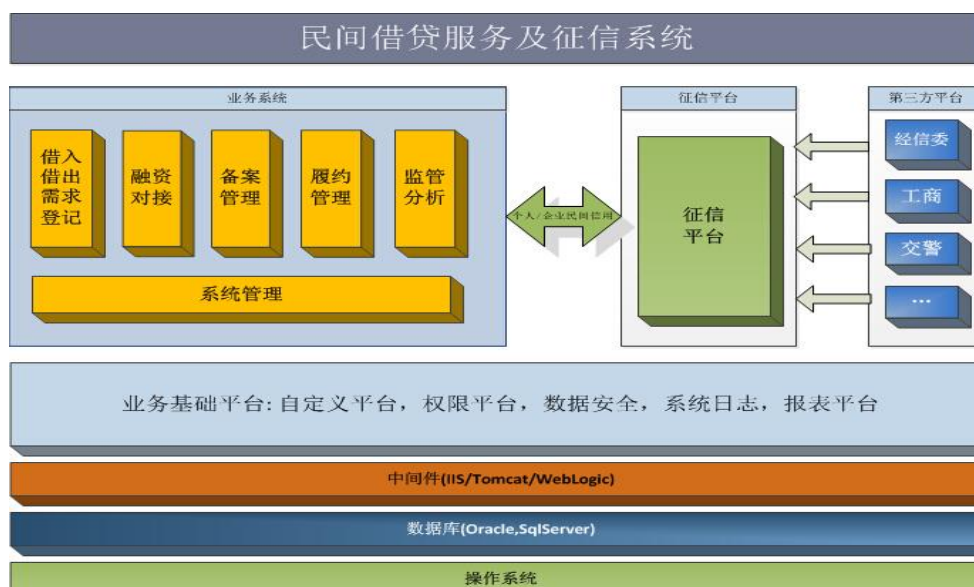 民间借贷服务及征信系统
业务系统
借入
借出
需求
登记
融资
对接
备案
管理
履约
管理
监管
分析
系统管理
个人/企业民间信用
征信平台
征信
平台
第三方平台
经信委
工商
交警
...
业务基础平台: 自定义平台，权限平台，数据安全，系统日志，报表平台
中间件(IIS/Tomcat/WebLogic)
数据库(Oracle,SqlServer)
操作系统